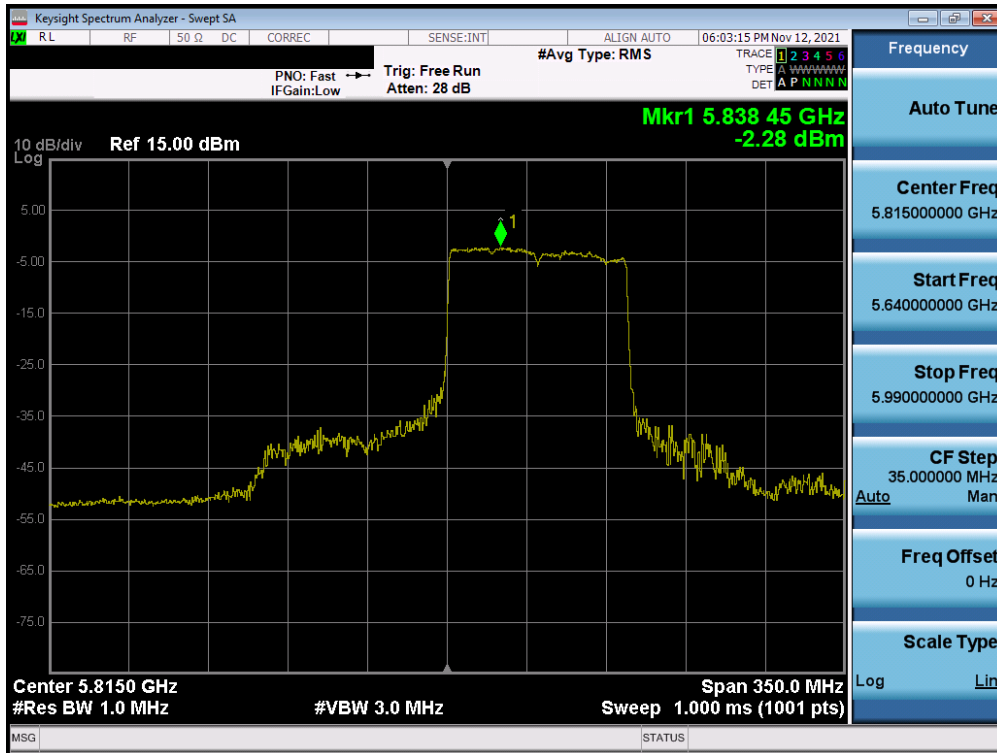 Keysight Spectrum Analyzer - Swept SA
LXI RL RF 50 Ω DC CORREC SENSE:INT ALIGN AUTO 06:03:15 PM Nov 12, 2021
PNO: Fast
IFGain:Low
Trig: Free Run
Atten: 28 dB
#Avg Type: RMS
TRACE 1 2 3 4 5 6
TYPE A WWWWW
DET A P N N N N
Mkr1 5.838 45 GHz
-2.28 dBm
10 dB/div
Log
Ref 15.00 dBm
1
5.00
-5.00
-15.0
-25.0
-35.0
-45.0
-55.0
-65.0
-75.0
Center 5.8150 GHz
Span 350.0 MHz
#Res BW 1.0 MHz
#VBW 3.0 MHz
Sweep 1.000 ms (1001 pts)
MSG
STATUS
Frequency
Auto Tune
Center Freq
5.815000000 GHz
Start Freq
5.640000000 GHz
Stop Freq
5.990000000 GHz
CF Step
35.000000 MHz
Auto Man
Freq Offset
0 Hz
Scale Type
Log Lin